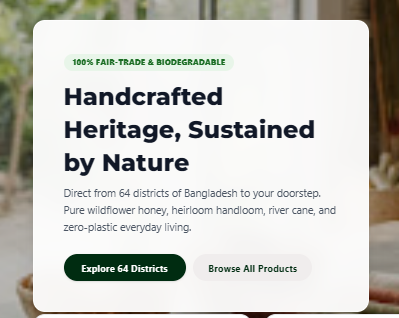 100% FAIR-TRADE & BIODEGRADABLE
Handcrafted
Heritage, Sustained
by Nature
Direct from 64 districts of Bangladesh to your doorstep.
Pure wildflower honey, heirloom handloom, river cane, and
zero-plastic everyday living.
Explore 64 Districts
Browse All Products